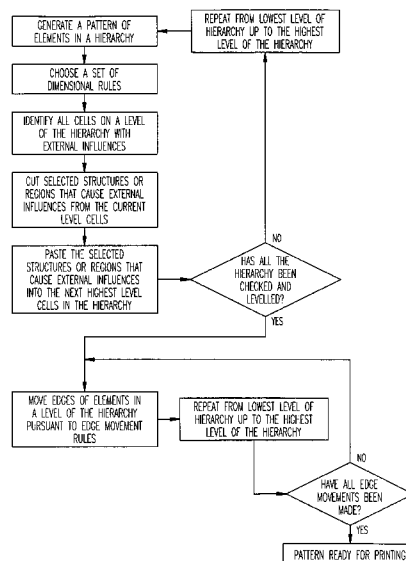 GENERATE A PATTERN OF
ELEMENTS IN A HIERARCHY
REPEAT FROM LOWEST LEVEL OF
HIERARCHY UP TO THE HIGHEST
LEVEL OF THE HIERARCHY
CHOOSE A SET OF
DIMENSIONAL RULES
IDENTIFY ALL CELLS ON A
LEVEL OF THE HIERARCHY WITH
EXTERNAL INFLUENCES
CUT SELECTED STRUCTURES OR
REGIONS THAT CAUSE EXTERNAL
INFLUENCES FROM THE CURRENT
LEVEL CELLS
PASTE THE SELECTED
STRUCTURES OR REGIONS THAT
CAUSE EXTERNAL INFLUENCES
INTO THE NEXT HIGHEST LEVEL
CELLS IN THE HIERARCHY
NO
HAS ALL THE
HIERARCHY BEEN
CHECKED AND
LEVELLED?
YES
MOVE EDGES OF ELEMENTS IN
A LEVEL OF THE HIERARCHY
PURSUANT TO EDGE MOVEMENT
RULES
REPEAT FROM LOWEST LEVEL OF
HIERARCHY UP TO THE HIGHEST
LEVEL OF THE HIERARCHY
NO
HAVE ALL EDGE
MOVEMENTS BEEN
MADE?
YES
PATTERN READY FOR PRINTING